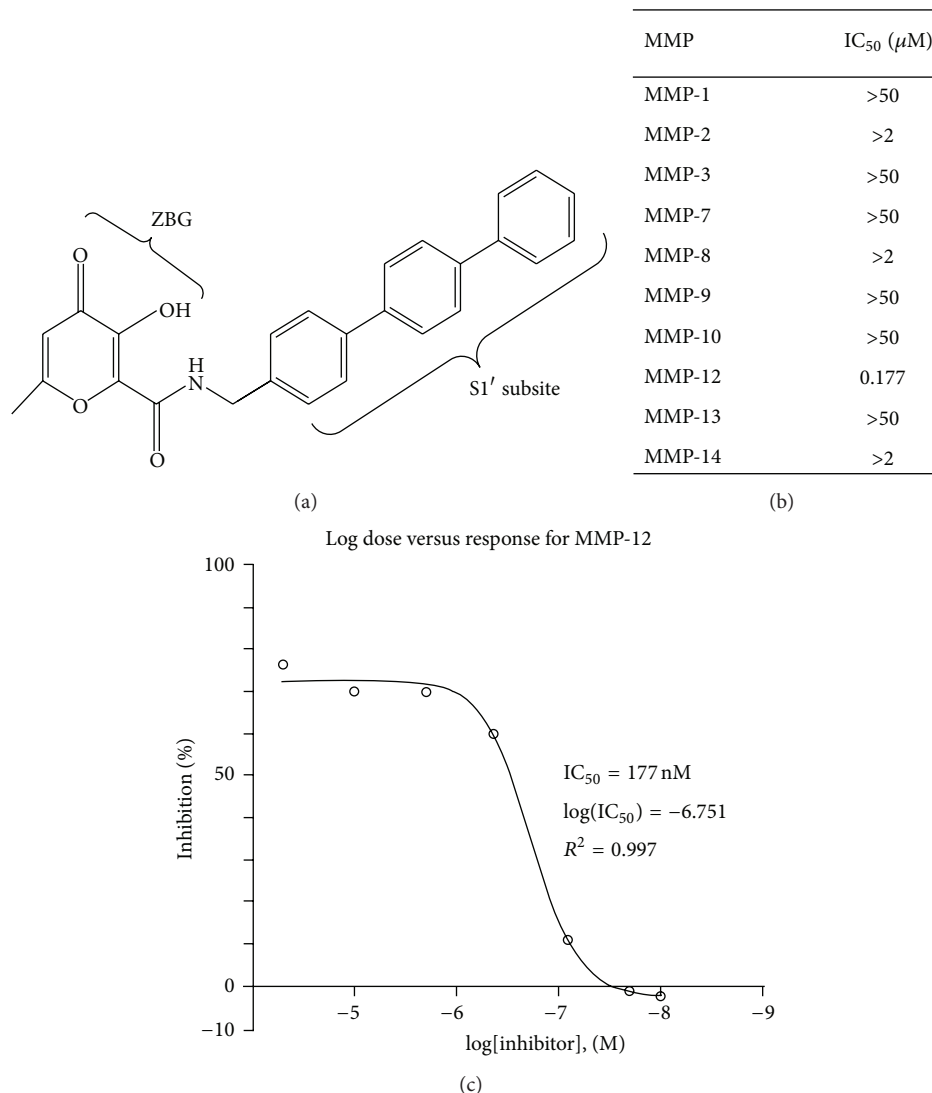 ZBG
O
OH
H
N
O
O
S1′ subsite
(a)
MMP IC₅₀ (μM)
MMP-1 >50
MMP-2 >2
MMP-3 >50
MMP-7 >50
MMP-8 >2
MMP-9 >50
MMP-10 >50
MMP-12 0.177
MMP-13 >50
MMP-14 >2
(b)
Log dose versus response for MMP-12
100
50
0
−10
Inhibition (%)
IC₅₀ = 177 nM
log(IC₅₀) = −6.751
R² = 0.997
−5 −6 −7 −8 −9
log[inhibitor], (M)
(c)